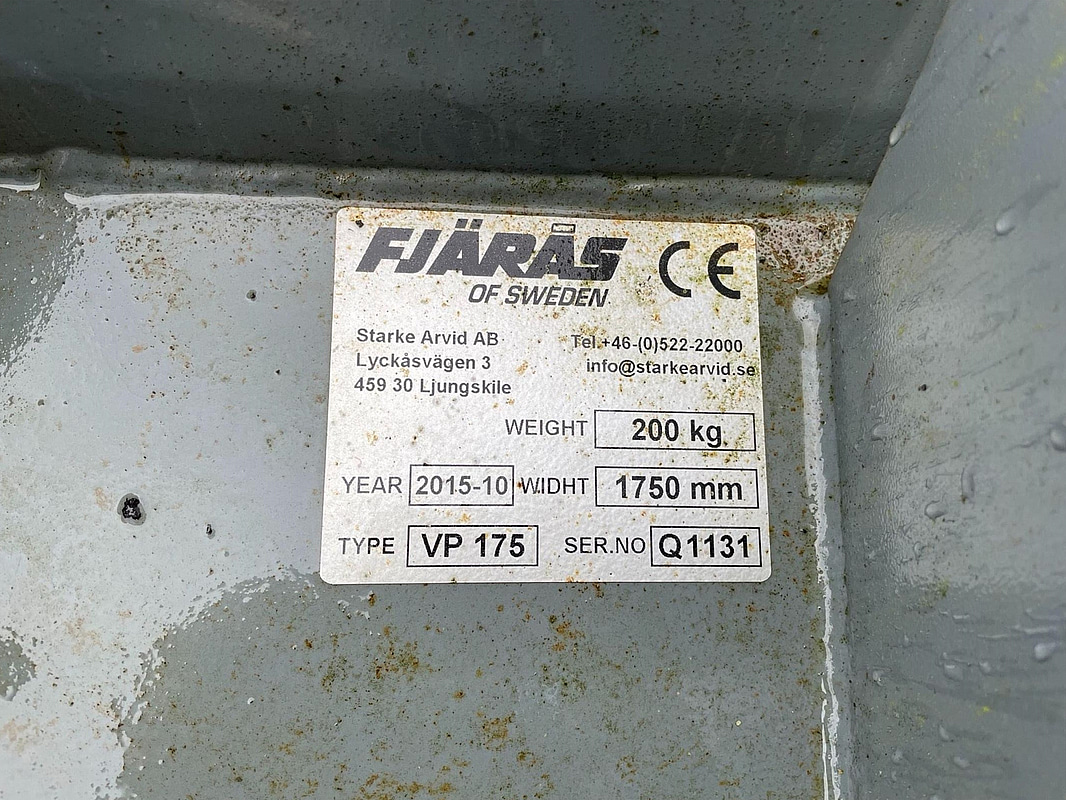 FJÄRÅS CE
OF SWEDEN
Starke Arvid AB Tel.+46-(0)522-22000
Lyckåsvägen 3 info@starkearvid.se
459 30 Ljungskile
WEIGHT 200 kg
YEAR 2015-10 WIDHT 1750 mm
TYPE VP 175 SER.NO Q1131